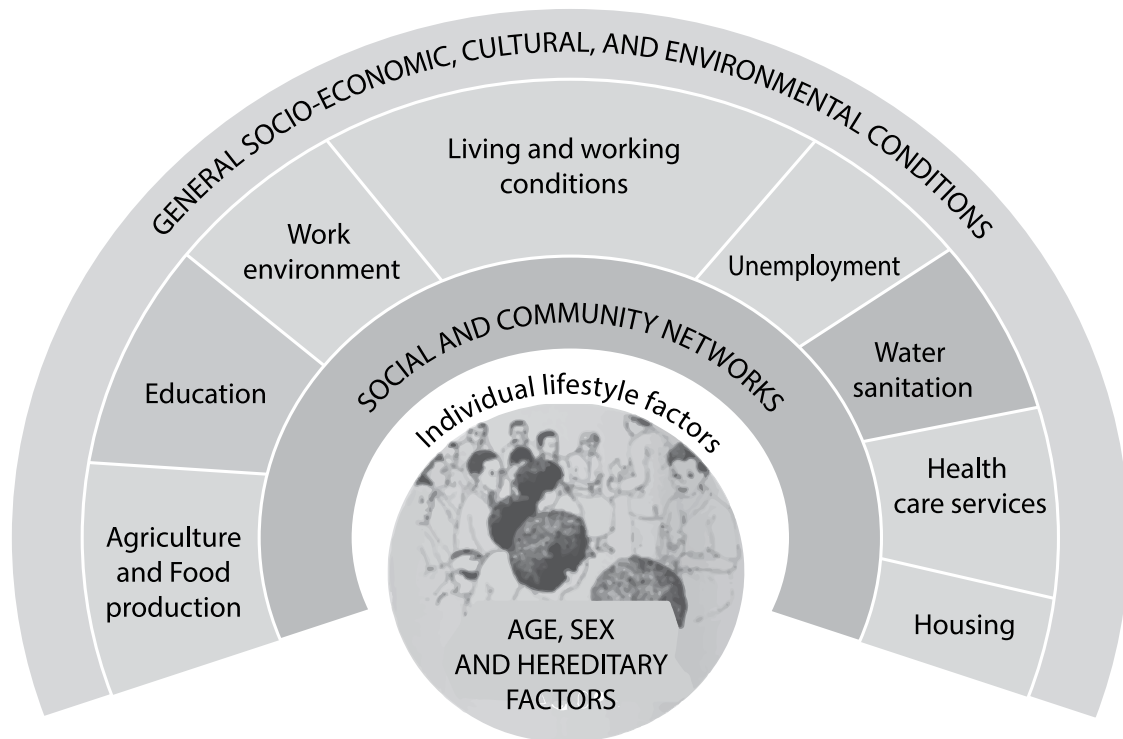 GENERAL SOCIO-ECONOMIC, CULTURAL, AND ENVIRONMENTAL CONDITIONS
Living and working
conditions
Work
environment
Unemployment
Education
Water
sanitation
Agriculture
and Food
production
Health
care services
Housing
SOCIAL AND COMMUNITY NETWORKS
Individual lifestyle factors
AGE, SEX
AND HEREDITARY
FACTORS